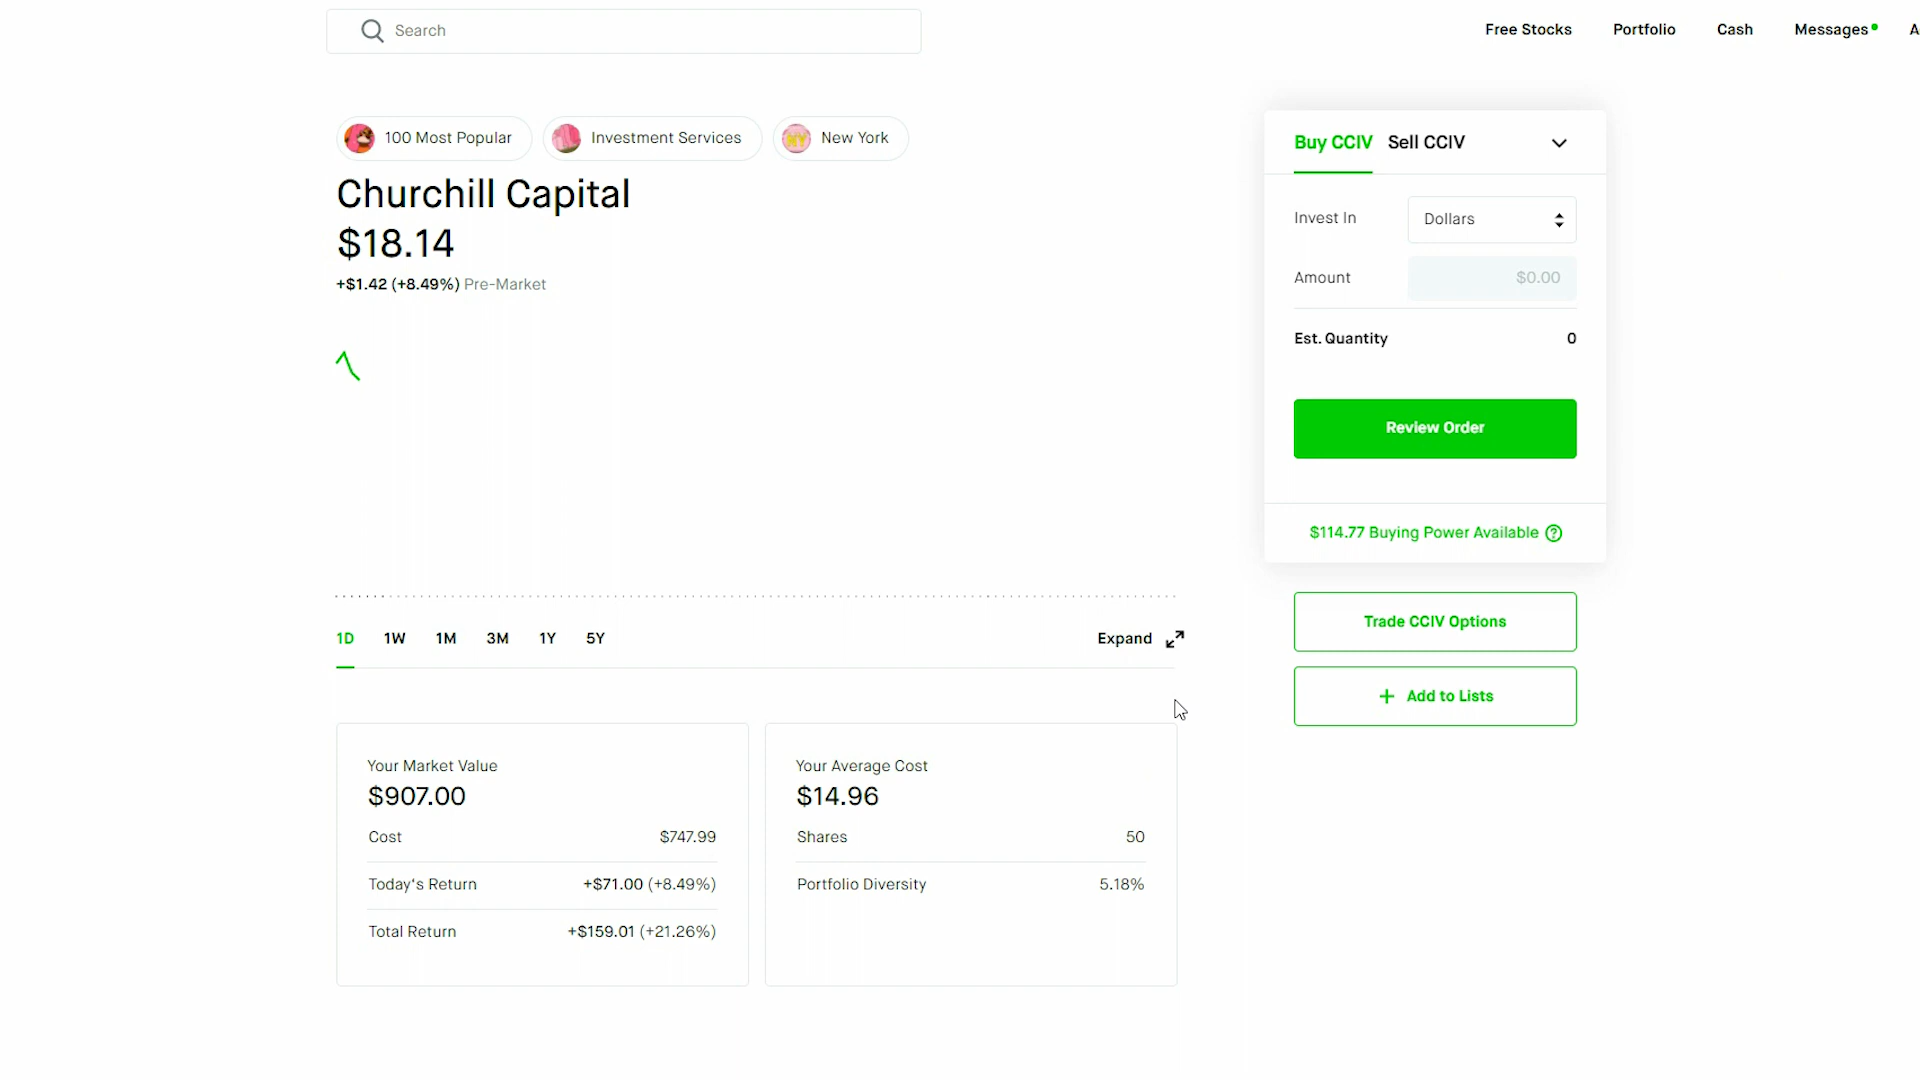 Search
Free Stocks Portfolio Cash Messages
100 Most Popular Investment Services New York
Churchill Capital
$18.14
+$1.42 (+8.49%) Pre-Market
Buy CCIV Sell CCIV
Invest In Dollars
Amount $0.00
Est. Quantity 0
Review Order
$114.77 Buying Power Available ?
Trade CCIV Options
+ Add to Lists
1D 1W 1M 3M 1Y 5Y Expand
Your Market Value
$907.00
Cost $747.99
Today's Return +$71.00 (+8.49%)
Total Return +$159.01 (+21.26%)
Your Average Cost
$14.96
Shares 50
Portfolio Diversity 5.18%